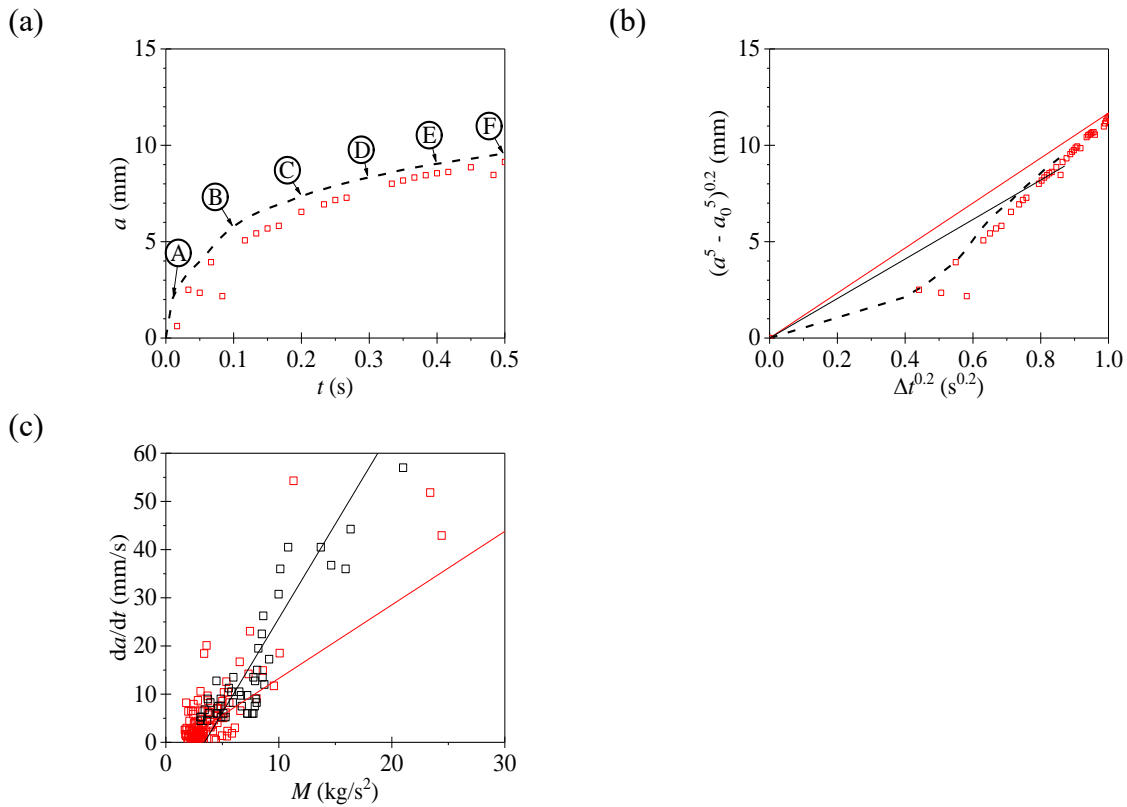 (a)
15
10
5
0
a (mm)
A
B
C
D
E
F
0.0 0.1 0.2 0.3 0.4 0.5
t (s)
(b)
15
10
5
0
(a⁵ - a₀⁵)⁰·² (mm)
0.0 0.2 0.4 0.6 0.8 1.0
Δt⁰·² (s⁰·²)
(c)
60
50
40
30
20
10
0
da/dt (mm/s)
0 10 20 30
M (kg/s²)